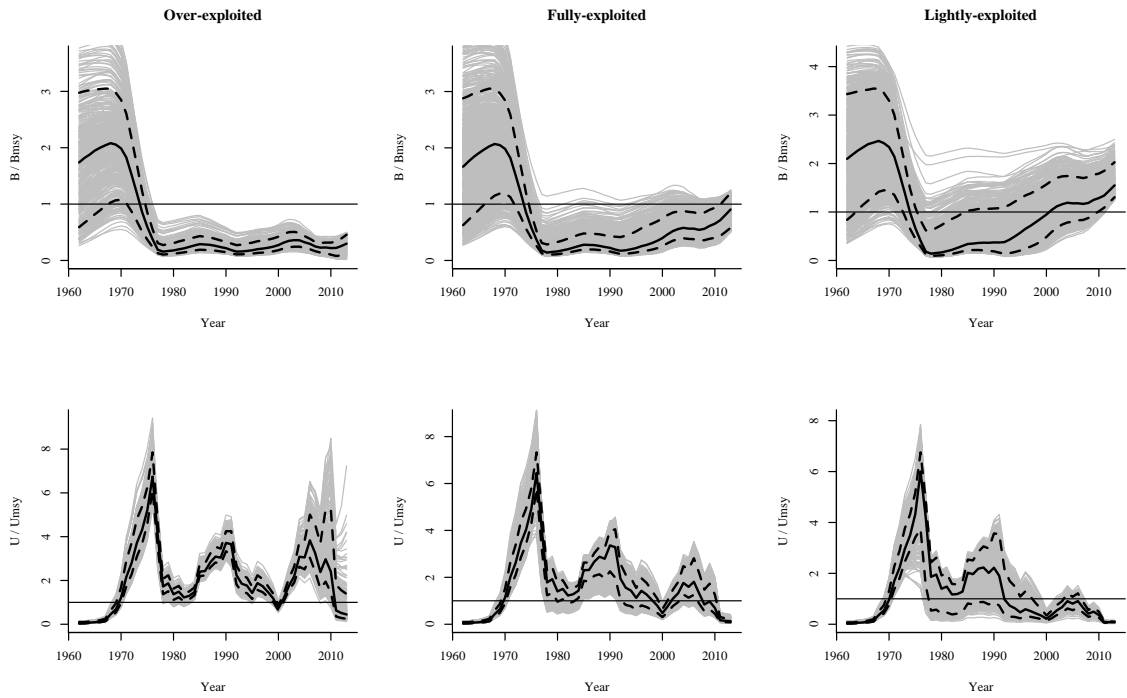 Over-exploited
Fully-exploited
Lightly-exploited
B / Bmsy
0 1 2 3
1960 1970 1980 1990 2000 2010
Year
B / Bmsy
0 1 2 3
1960 1970 1980 1990 2000 2010
Year
B / Bmsy
0 1 2 3 4
1960 1970 1980 1990 2000 2010
Year
U / Umsy
0 2 4 6 8
1960 1970 1980 1990 2000 2010
Year
U / Umsy
0 2 4 6 8
1960 1970 1980 1990 2000 2010
Year
U / Umsy
0 2 4 6 8
1960 1970 1980 1990 2000 2010
Year